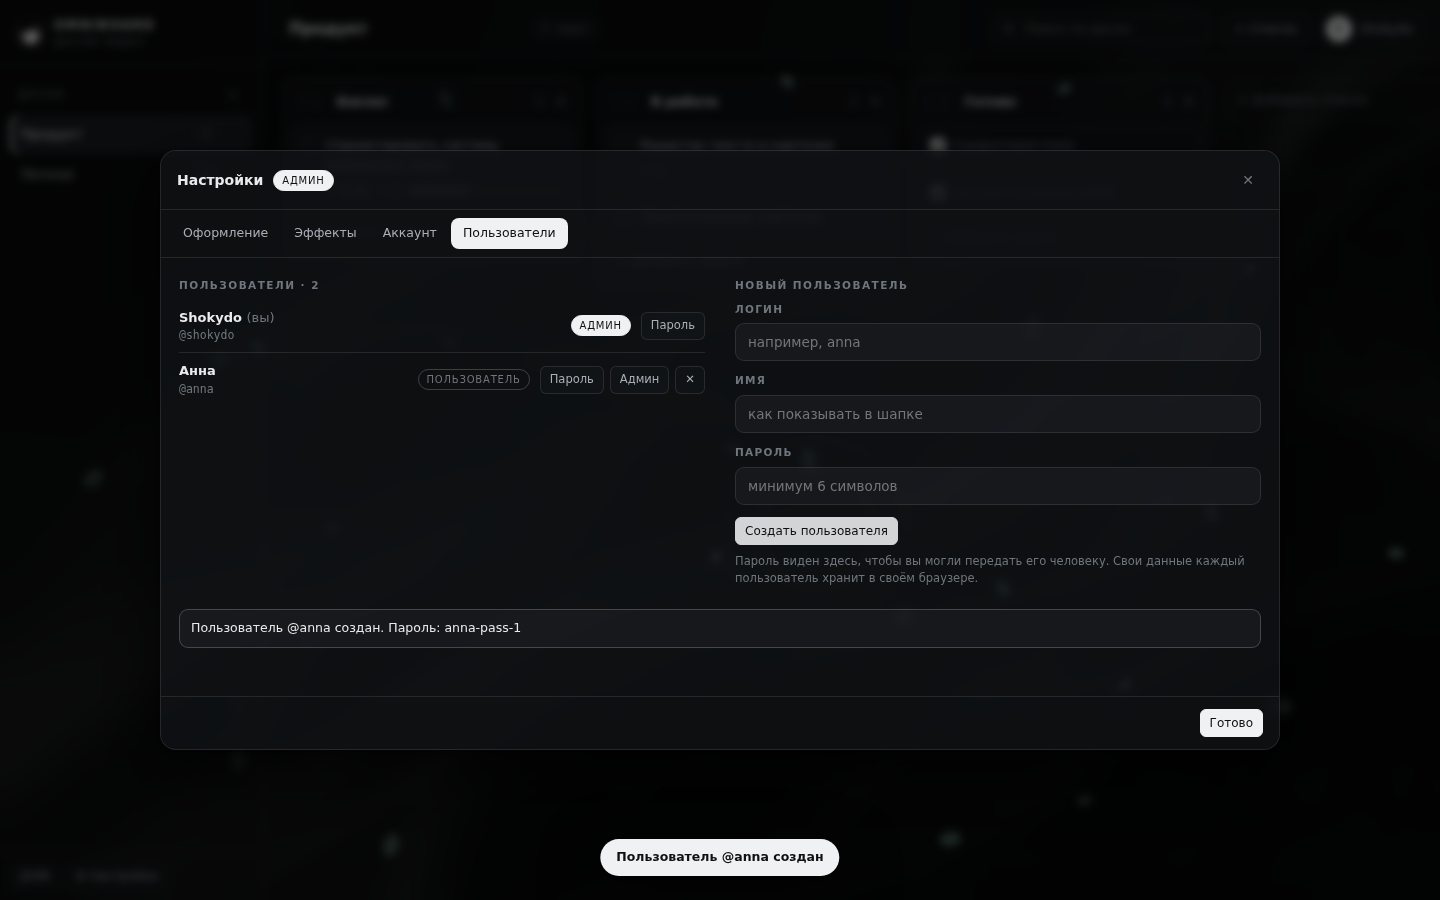 Продукт
Настройки АДМИН ✕
Оформление Эффекты Аккаунт Пользователи
ПОЛЬЗОВАТЕЛИ · 2
Shokydo (вы)
@shokydo
АДМИН Пароль
Анна
@anna
ПОЛЬЗОВАТЕЛЬ Пароль Админ ✕
НОВЫЙ ПОЛЬЗОВАТЕЛЬ
ЛОГИН
например, anna
ИМЯ
как показывать в шапке
ПАРОЛЬ
минимум 6 символов
Создать пользователя
Пароль виден здесь, чтобы вы могли передать его человеку. Свои данные каждый
пользователь хранит в своём браузере.
Пользователь @anna создан. Пароль: anna-pass-1
Готово
Пользователь @anna создан